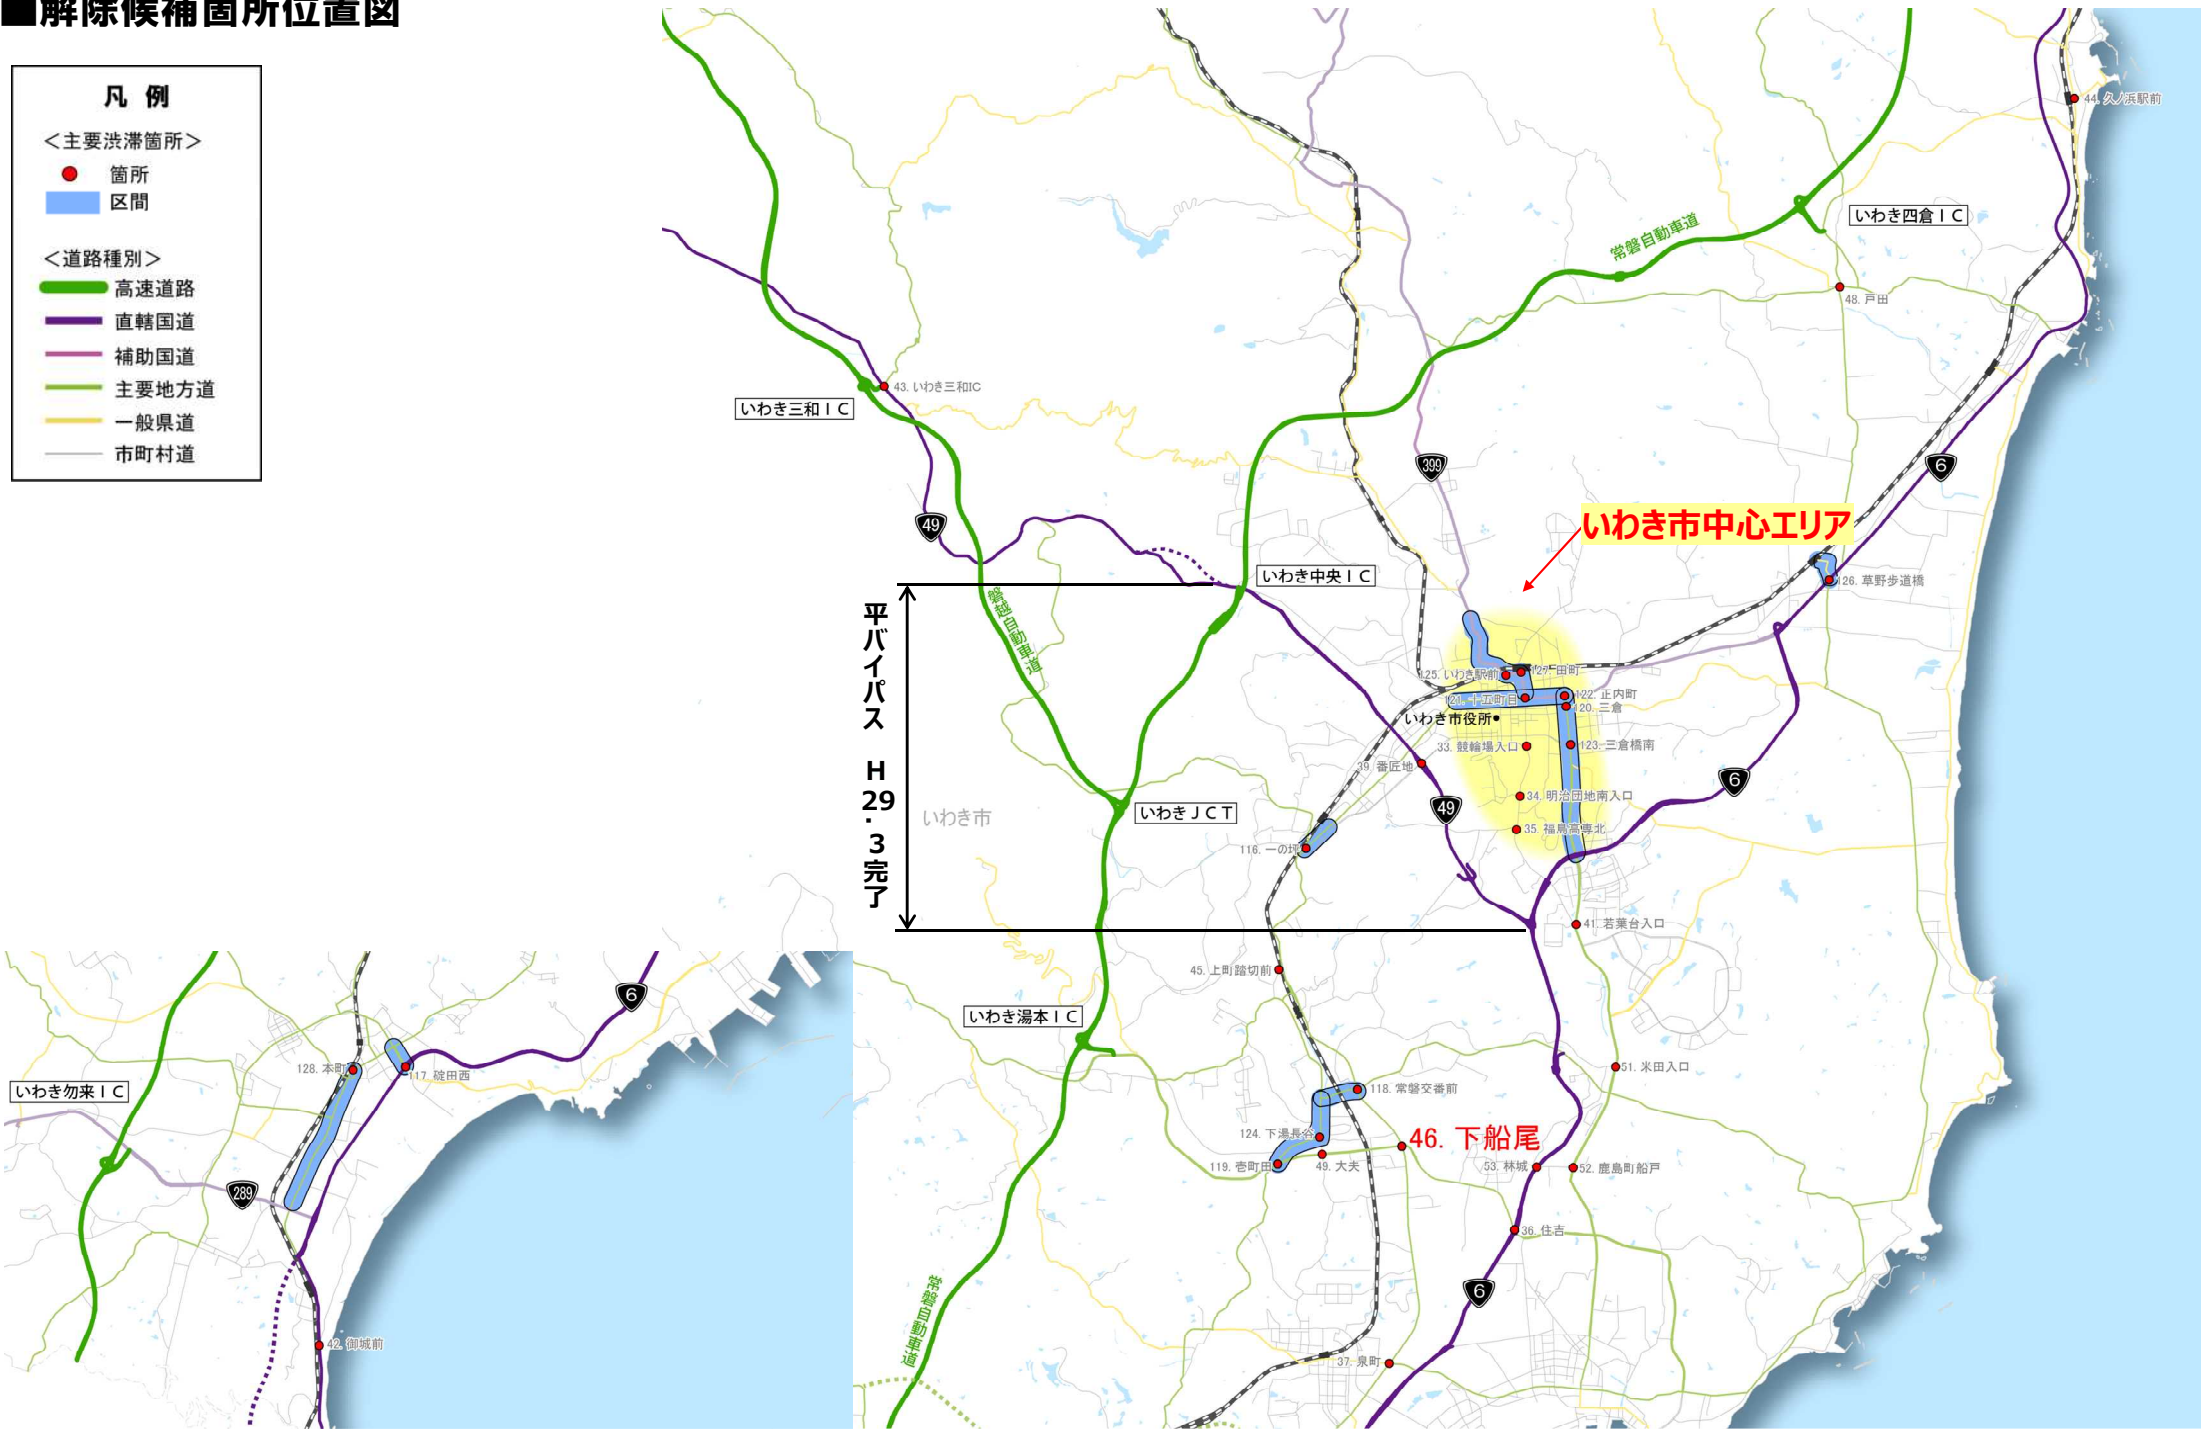 ■解除候補箇所位置図
凡 例
＜主要渋滞箇所＞
箇所
区間
＜道路種別＞
高速道路
直轄国道
補助国道
主要地方道
一般県道
市町村道
44. 久ノ浜駅前
いわき四倉ＩＣ
常磐自動車道
48. 戸田
43. いわき三和IC
いわき三和ＩＣ
399
6
49
いわき市中心エリア
いわき中央ＩＣ
126. 草野歩道橋
磐越自動車道
平バイパス　H29.3完了
125. いわき駅前
127. 田町
121. 十五町目
122. 正内町
120. 三倉
いわき市役所
33. 競輪場入口
123. 三倉橋南
39. 番匠地
6
34. 明治団地南入口
49
いわきＪＣＴ
いわき市
35. 福島高専北
116. 一の坪
41. 若葉台入口
45. 上町踏切前
いわき湯本ＩＣ
6
128. 本町
117. 碇田西
いわき勿来ＩＣ
51. 米田入口
118. 常磐交番前
124. 下湯長谷
46. 下船尾
119. 壱町田
49. 大夫
53. 林城
52. 鹿島町船戸
289
36. 住吉
6
常磐自動車道
42. 御城前
37. 泉町